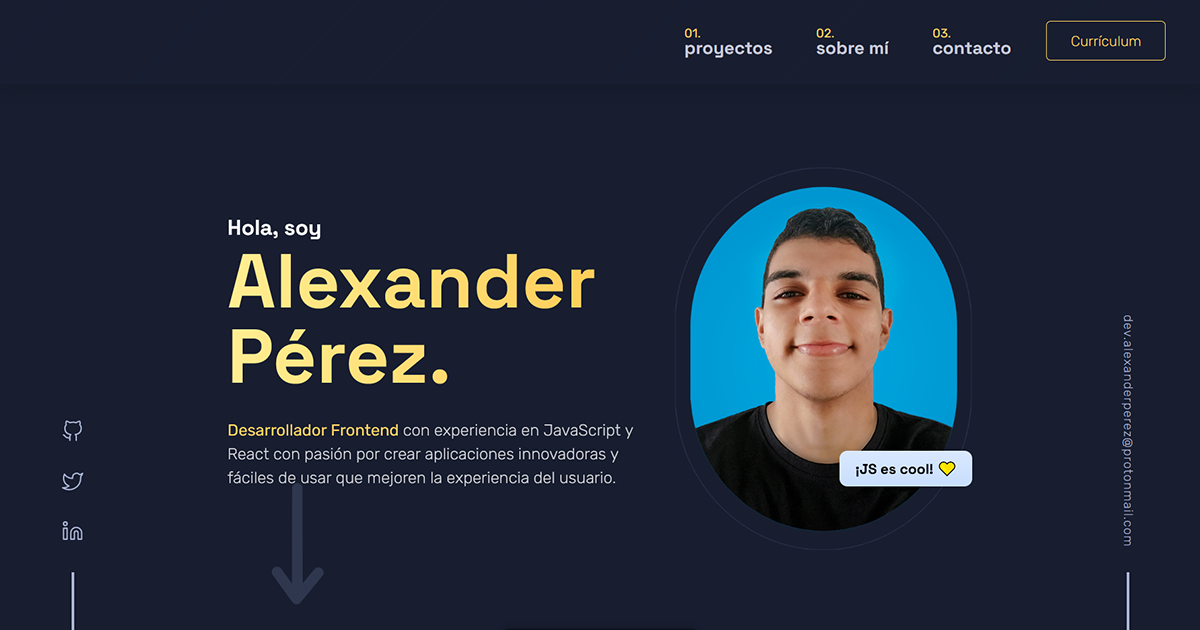 01.
proyectos
02.
sobre mí
03.
contacto
Currículum
Hola, soy
Alexander
Pérez.
Desarrollador Frontend con experiencia en JavaScript y
React con pasión por crear aplicaciones innovadoras y
fáciles de usar que mejoren la experiencia del usuario.
¡JS es cool! 💛
dev.alexanderperez@protonmail.com